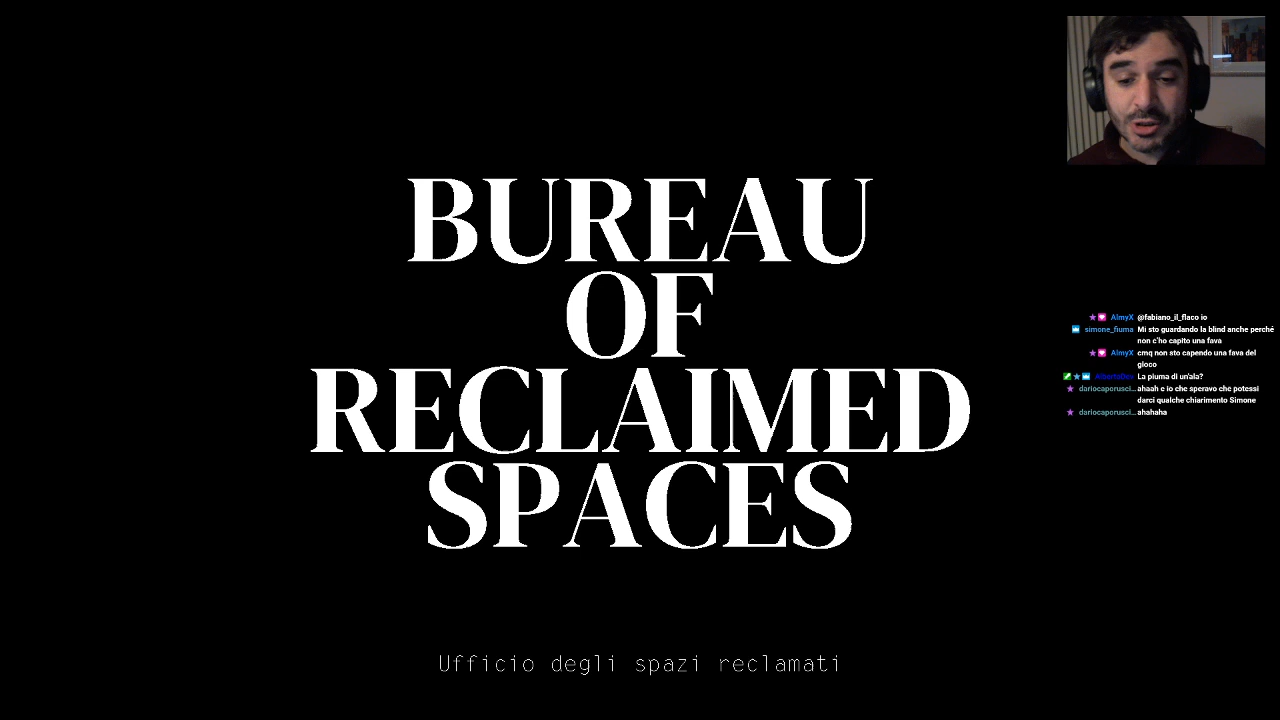 BUREAU
OF
RECLAIMED
SPACES
Ufficio degli spazi reclamati
AlmyX @fabiano_il_flaco io
simone_fiuma Mi sto guardando la blind anche perché
non c'ho capito una fava
AlmyX cmq non sto capendo una fava del
gioco
La piuma di un'ala?
dariocaporusci... ahaah e io che speravo che potessi
darci qualche chiarimento Simone
dariocaporusci... ahahaha